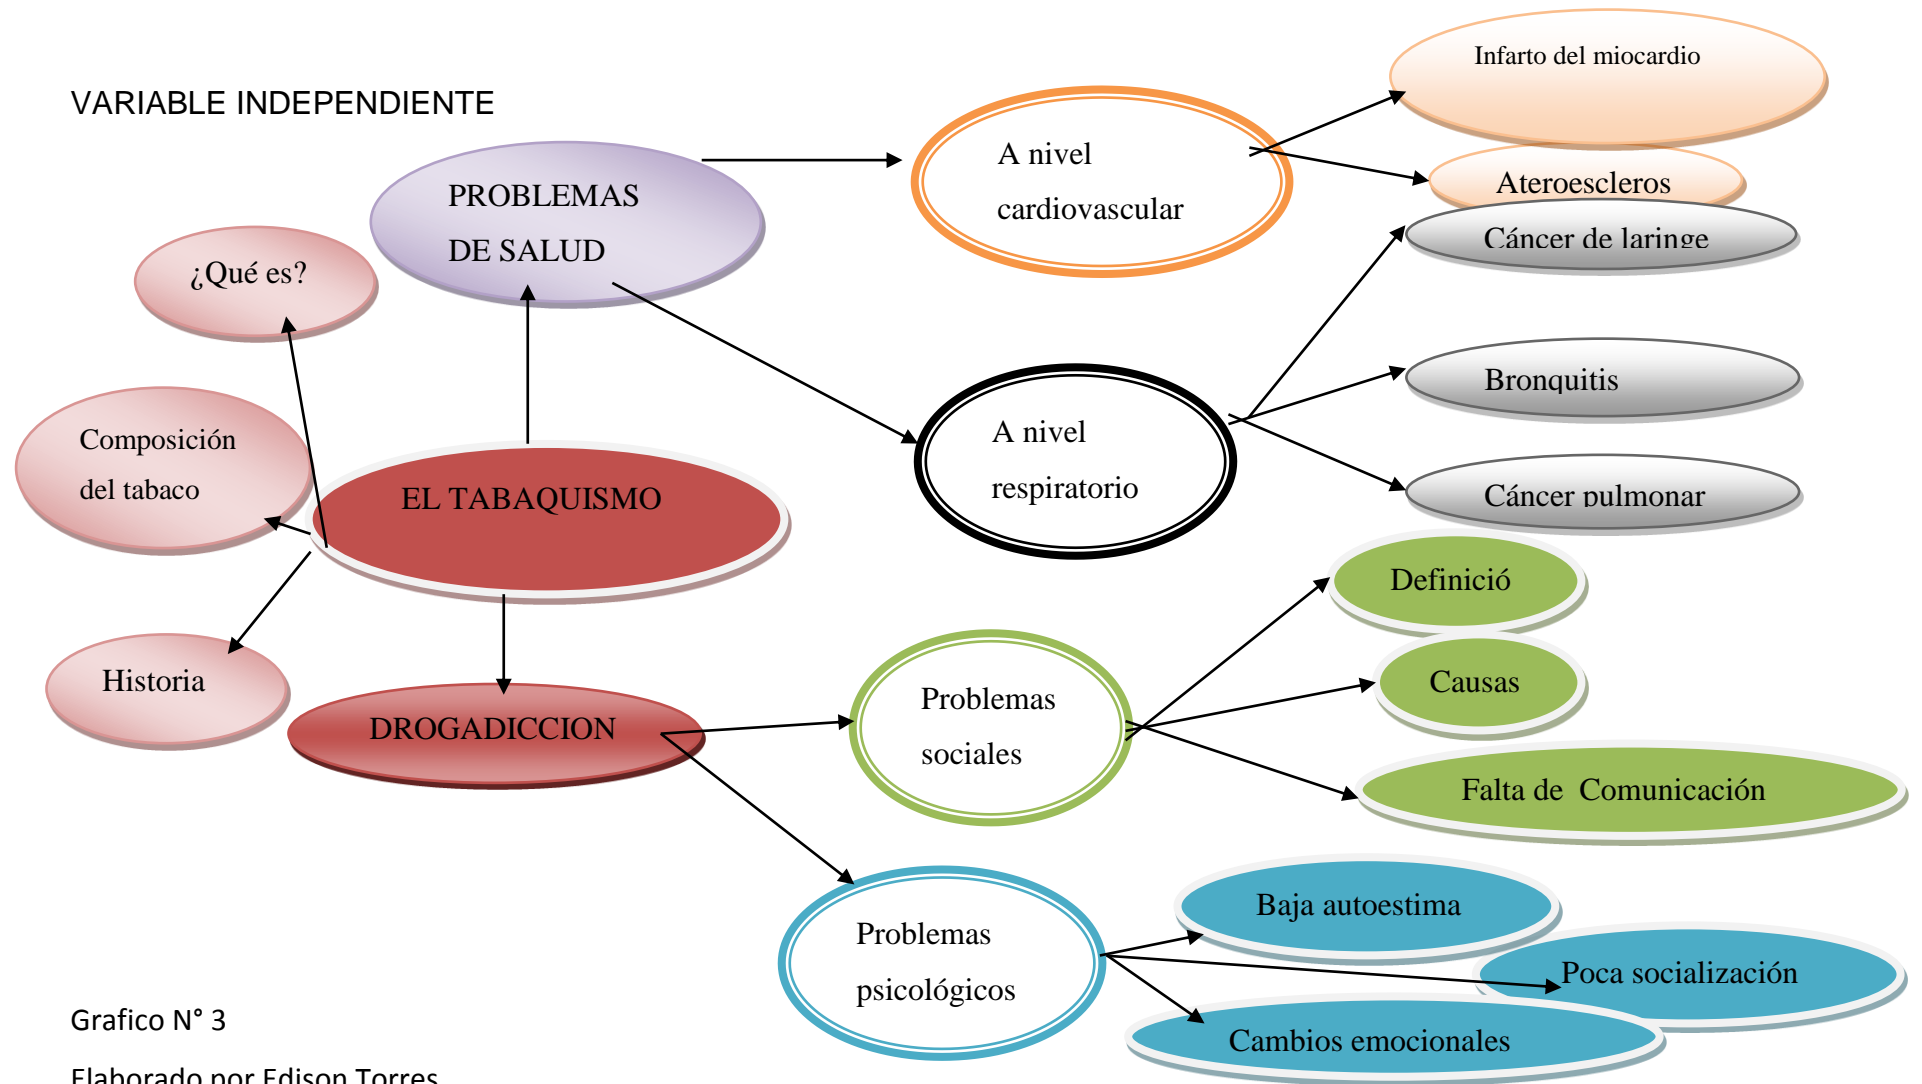 VARIABLE INDEPENDIENTE
Infarto del miocardio
A nivel
cardiovascular
Ateroescleros
PROBLEMAS
DE SALUD
Cáncer de laringe
¿Qué es?
Bronquitis
Composición
del tabaco
A nivel
respiratorio
EL TABAQUISMO
Cáncer pulmonar
Definició
Historia
Causas
DROGADICCION
Problemas
sociales
Falta de Comunicación
Baja autoestima
Problemas
psicológicos
Poca socialización
Cambios emocionales
Grafico N° 3
Elaborado por Edison Torres